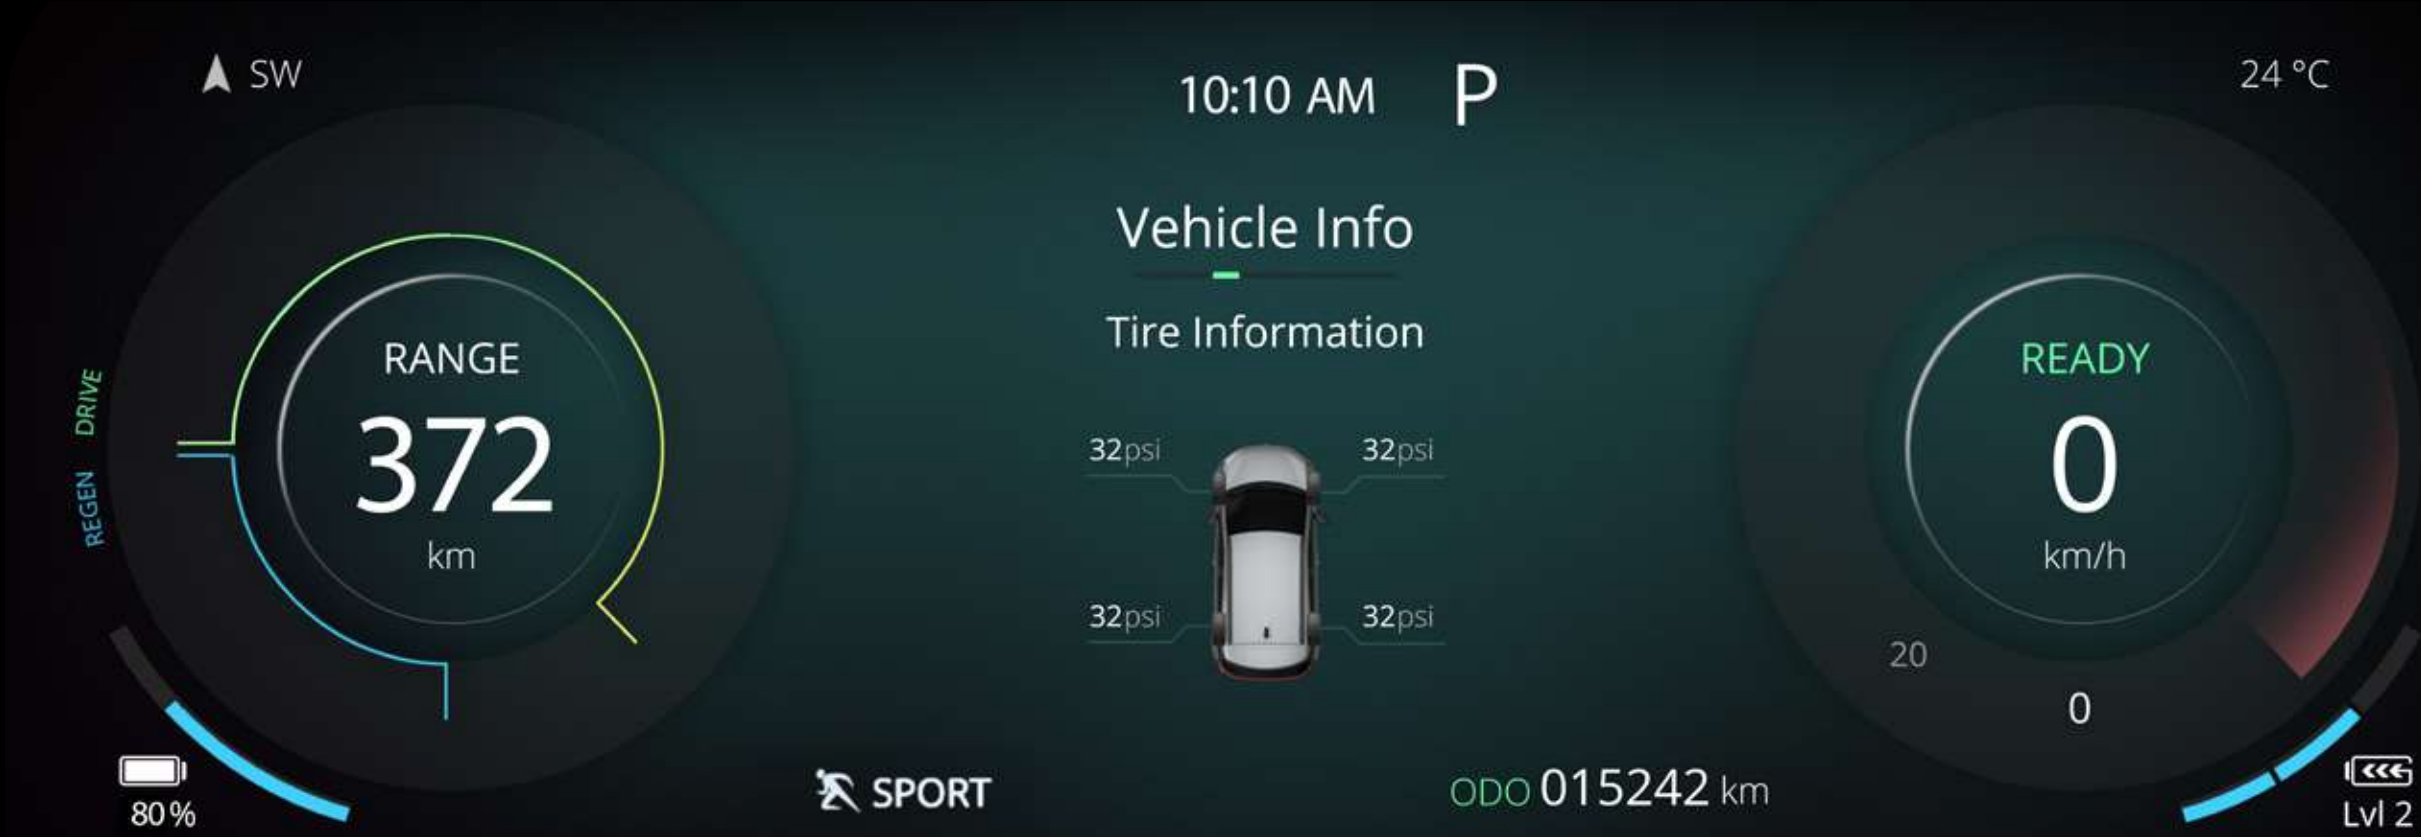 SW
10:10 AM P
24 °C
Vehicle Info
Tire Information
DRIVE
REGEN
RANGE
372
km
32psi 32psi
32psi 32psi
READY
0
km/h
20
0
80%
SPORT
ODO 015242 km
Lvl 2